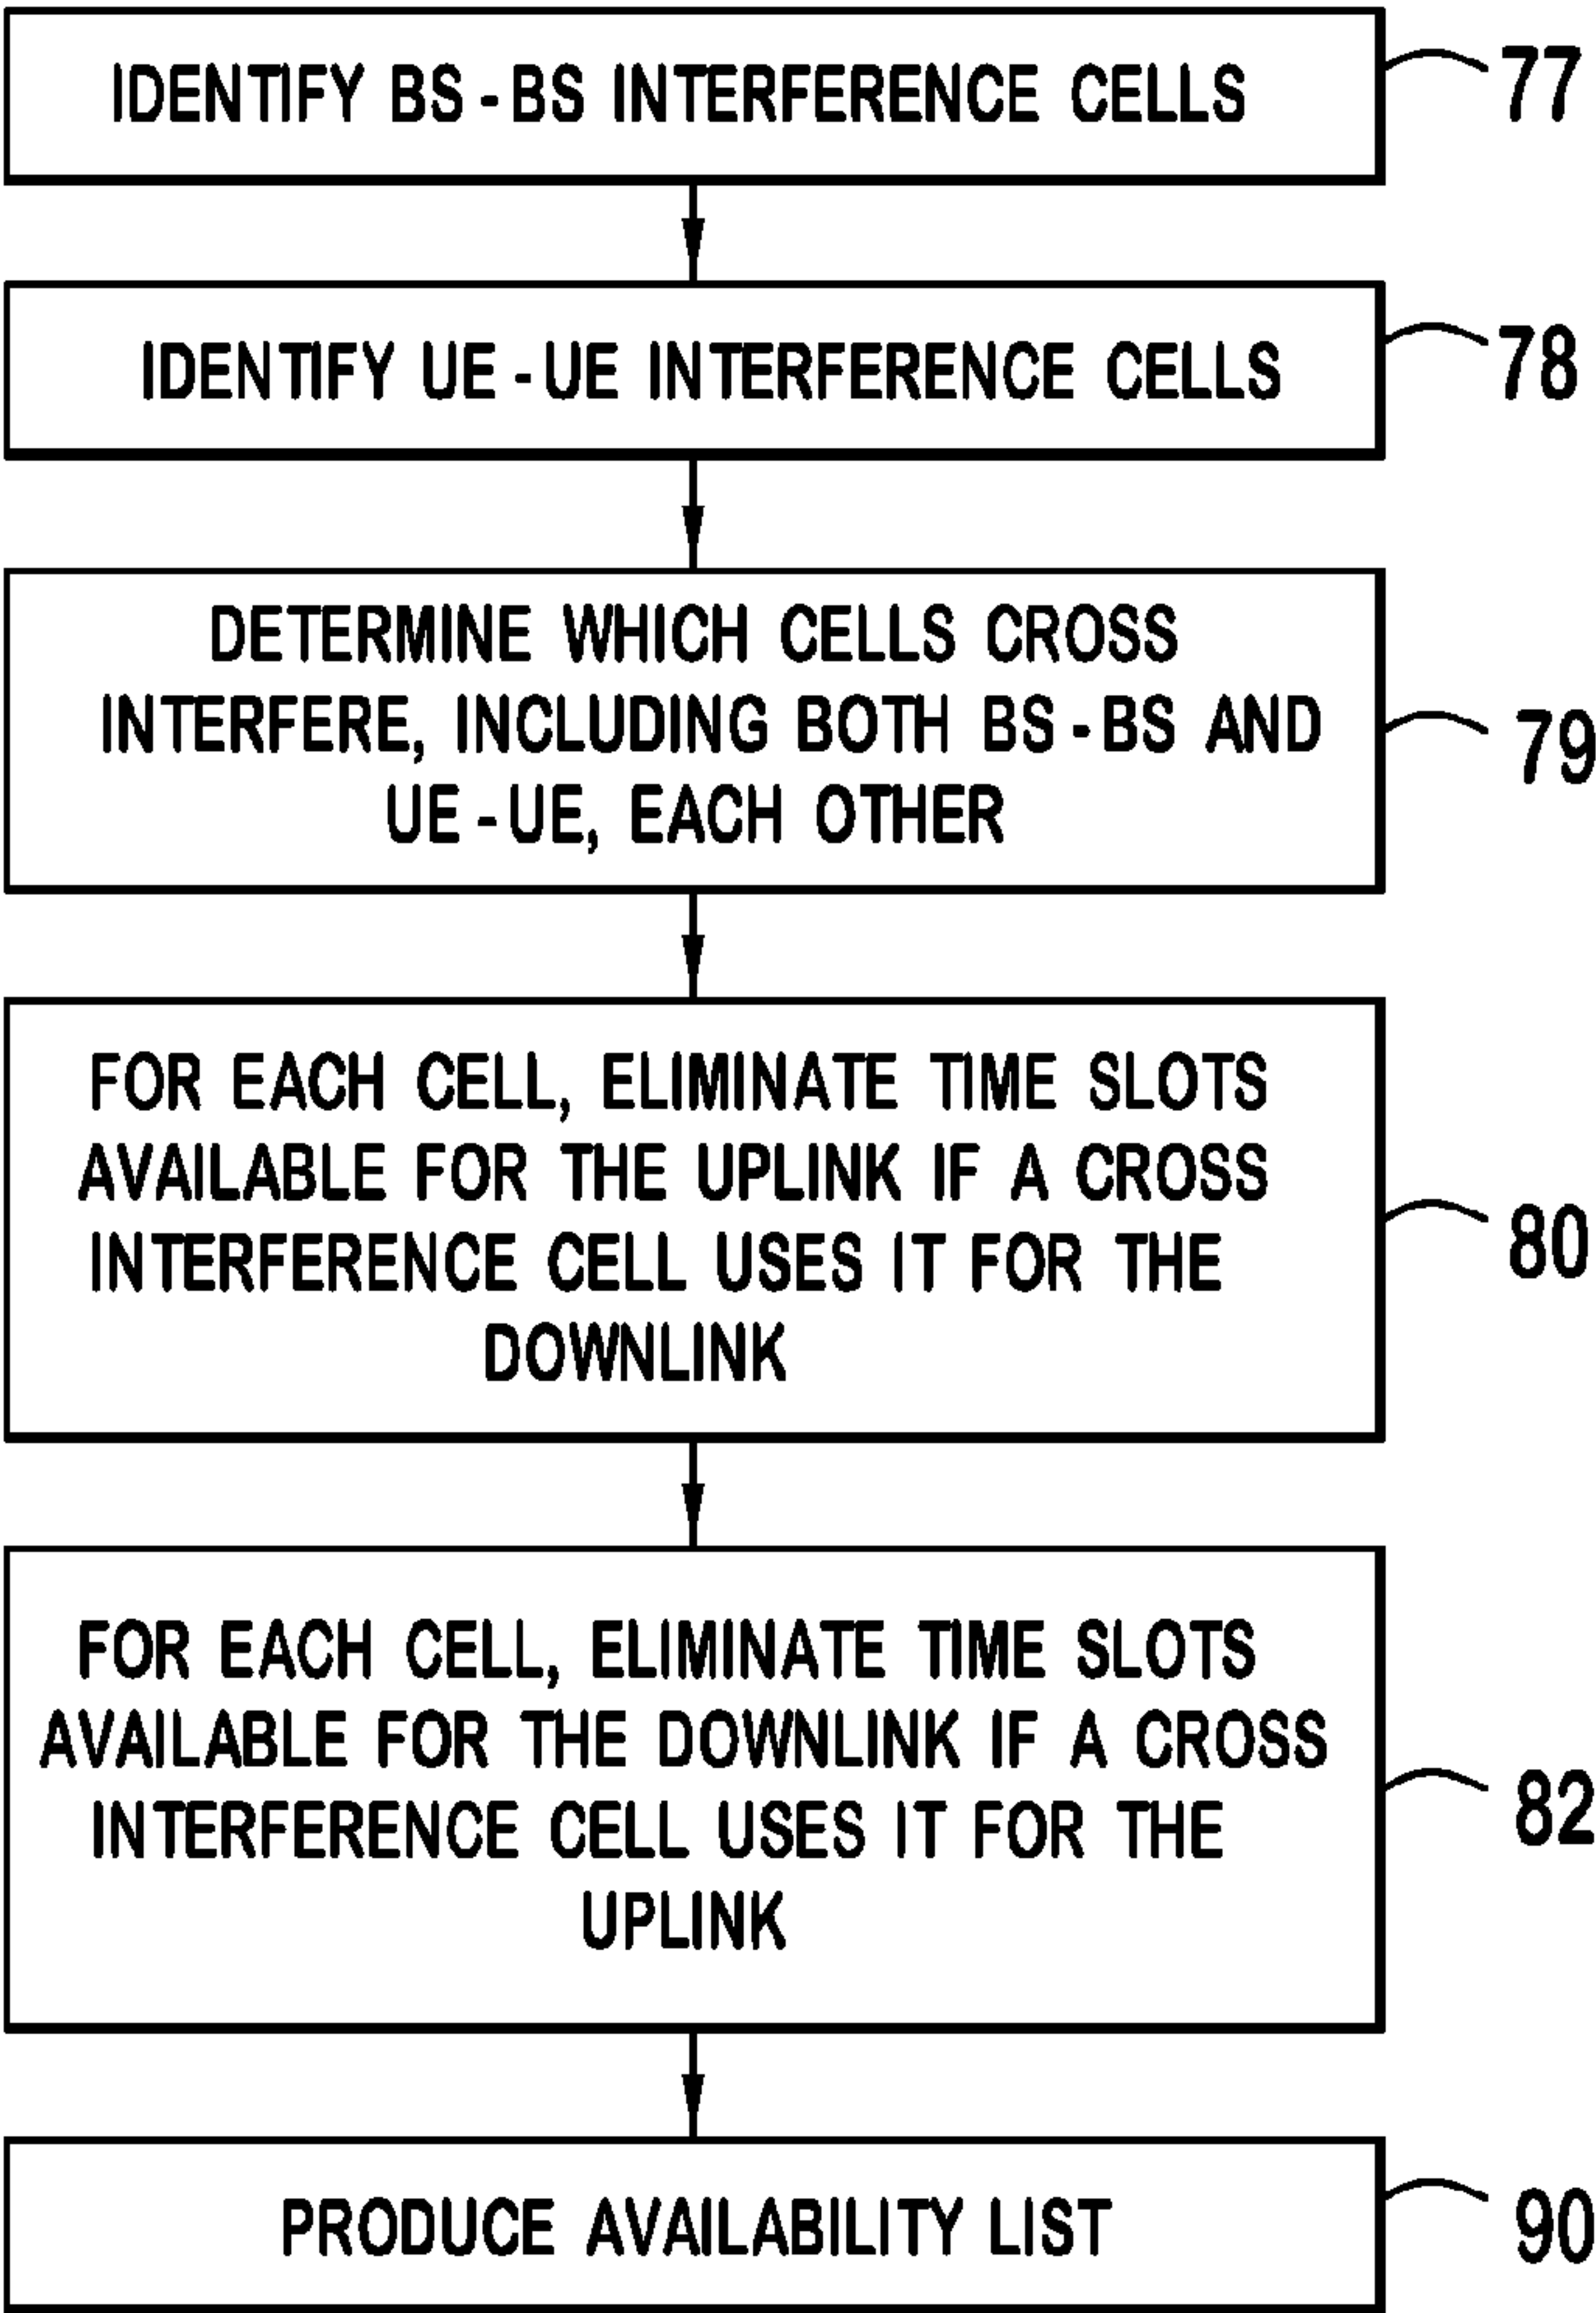 IDENTIFY BS-BS INTERFERENCE CELLS
77
IDENTIFY UE-UE INTERFERENCE CELLS
78
DETERMINE WHICH CELLS CROSS
INTERFERE, INCLUDING BOTH BS-BS AND
UE-UE, EACH OTHER
79
FOR EACH CELL, ELIMINATE TIME SLOTS
AVAILABLE FOR THE UPLINK IF A CROSS
INTERFERENCE CELL USES IT FOR THE
DOWNLINK
80
FOR EACH CELL, ELIMINATE TIME SLOTS
AVAILABLE FOR THE DOWNLINK IF A CROSS
INTERFERENCE CELL USES IT FOR THE
UPLINK
82
PRODUCE AVAILABILITY LIST
90